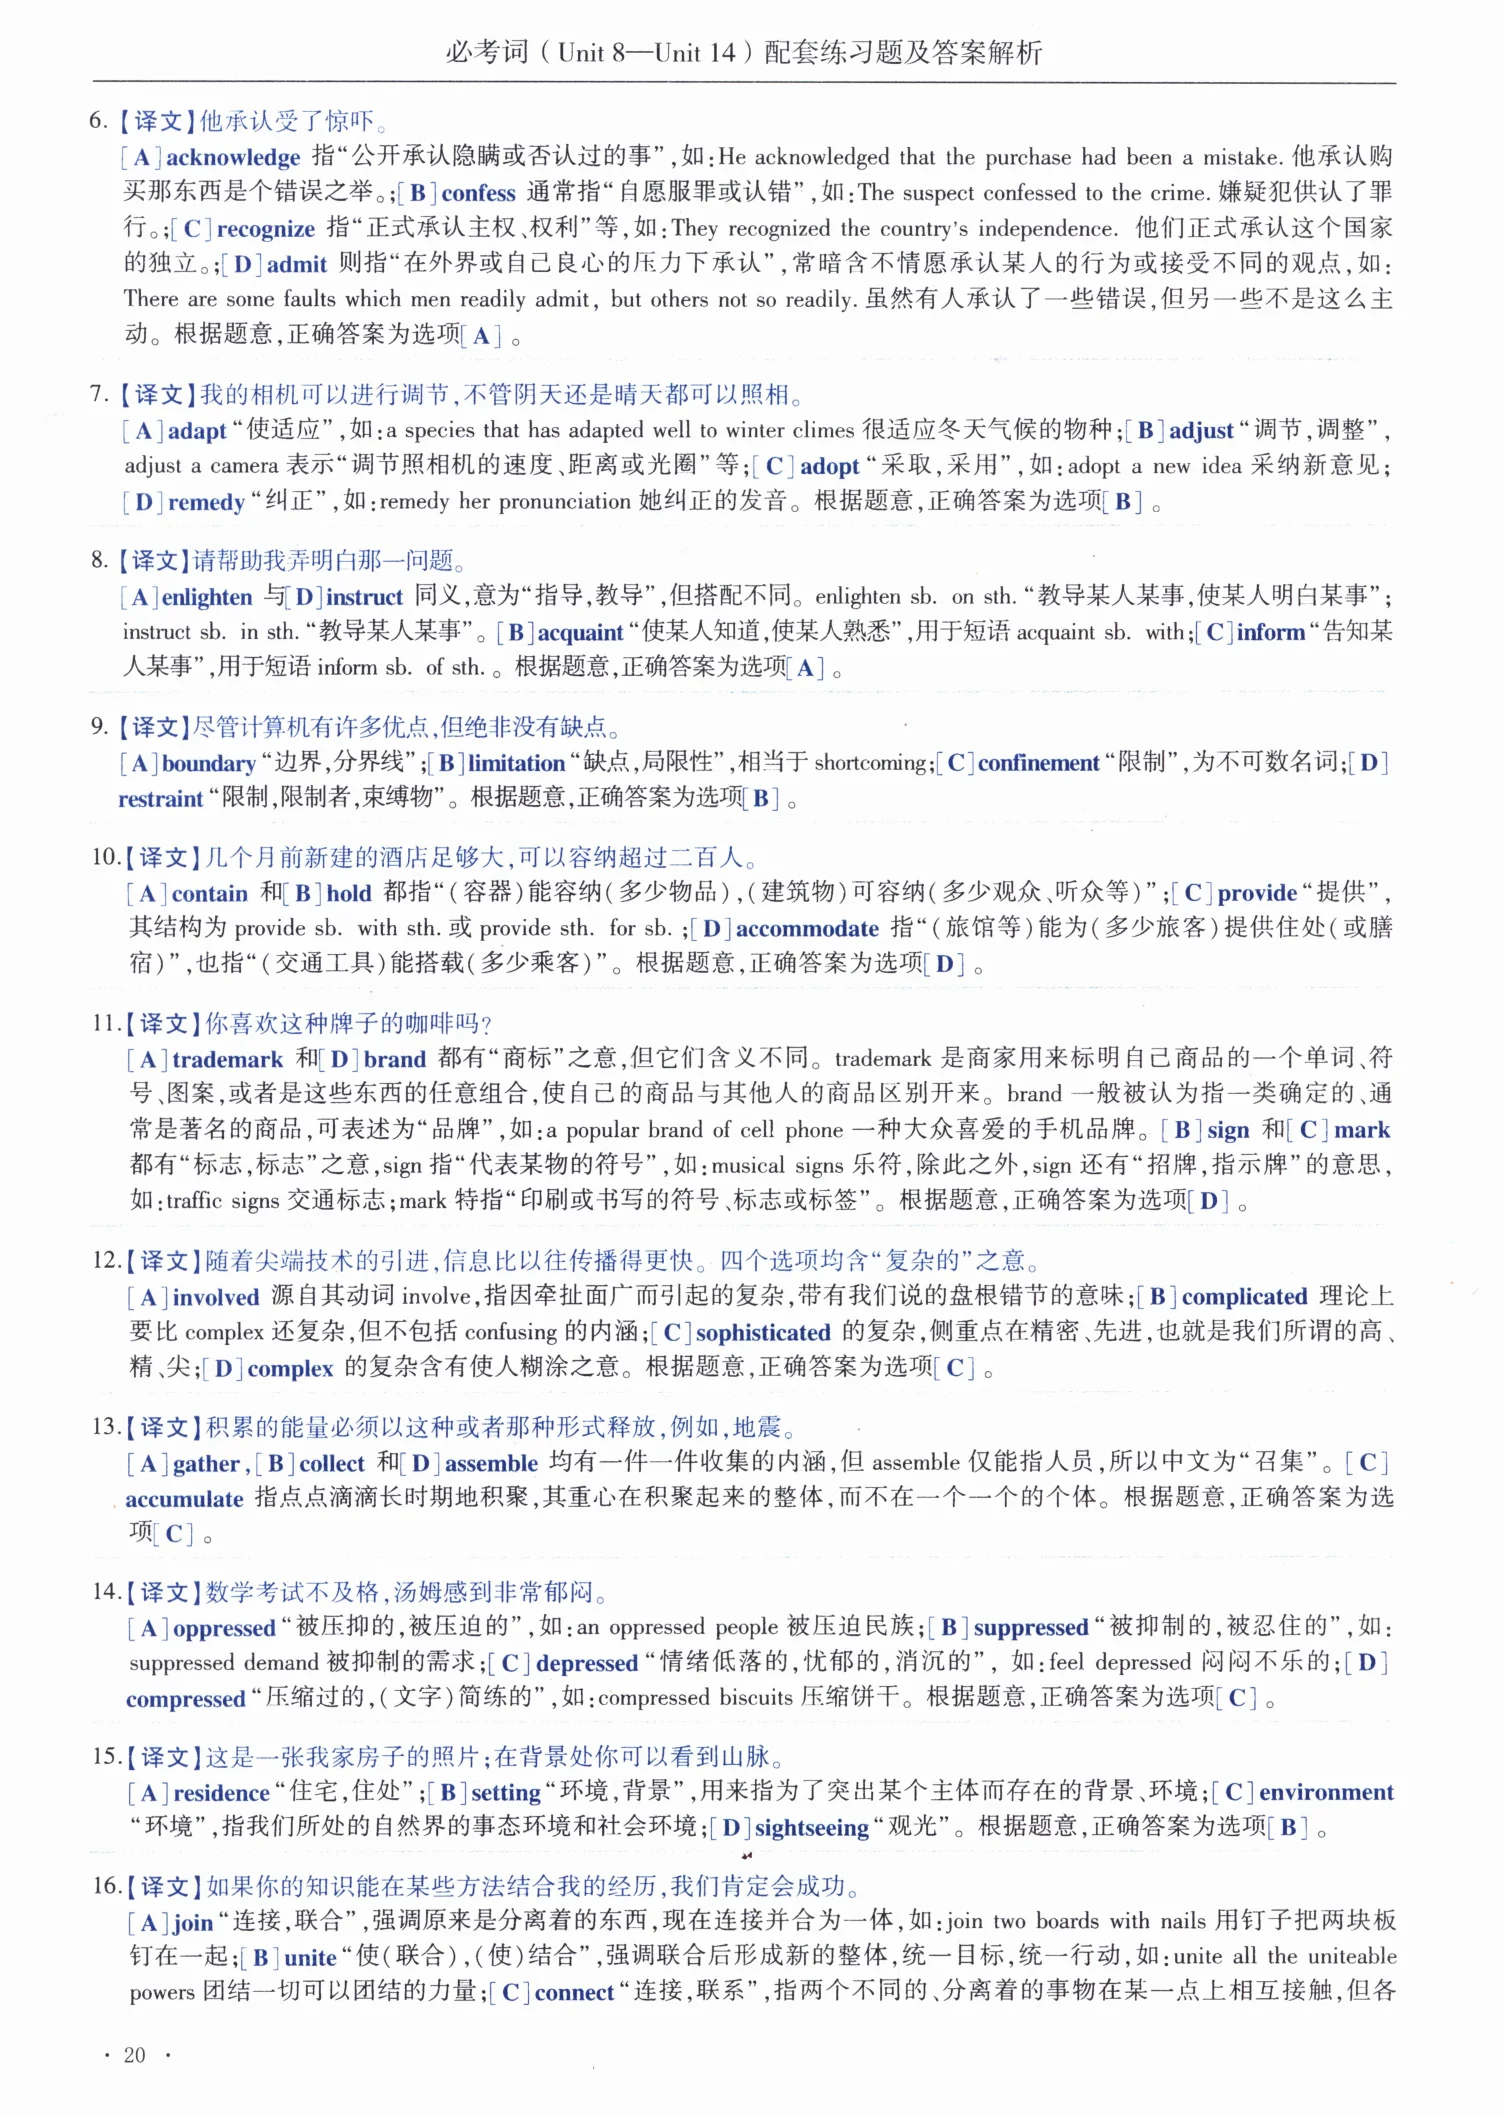 必考词（Unit 8—Unit 14）配套练习题及答案解析
6.【译文】他承认受了惊吓。
[A]acknowledge 指“公开承认隐瞒或否认过的事”,如:He acknowledged that the purchase had been a mistake. 他承认购
买那东西是个错误之举。;[B]confess 通常指“自愿服罪或认错”,如:The suspect confessed to the crime. 嫌疑犯供认了罪
行。;[C]recognize 指“正式承认主权、权利”等,如:They recognized the country's independence. 他们正式承认这个国家
的独立。;[D]admit 则指“在外界或自己良心的压力下承认”,常暗含不情愿承认某人的行为或接受不同的观点,如:
There are some faults which men readily admit, but others not so readily. 虽然有人承认了一些错误,但另一些不是这么主
动。根据题意,正确答案为选项[A]。
7.【译文】我的相机可以进行调节,不管阴天还是晴天都可以照相。
[A]adapt“使适应”,如:a species that has adapted well to winter climes 很适应冬天气候的物种;[B]adjust“调节,调整”,
adjust a camera 表示“调节照相机的速度、距离或光圈”等;[C]adopt“采取,采用”,如:adopt a new idea 采纳新意见;
[D]remedy“纠正”,如:remedy her pronunciation 她纠正的发音。根据题意,正确答案为选项[B]。
8.【译文】请帮助我弄明白那一问题。
[A]enlighten 与[D]instruct 同义,意为“指导,教导”,但搭配不同。enlighten sb. on sth.“教导某人某事,使某人明白某事”;
instruct sb. in sth.“教导某人某事”。[B]acquaint“使某人知道,使某人熟悉”,用于短语 acquaint sb. with;[C]inform“告知某
人某事”,用于短语 inform sb. of sth.。根据题意,正确答案为选项[A]。
9.【译文】尽管计算机有许多优点,但绝非没有缺点。
[A]boundary“边界,分界线”;[B]limitation“缺点,局限性”,相当于 shortcoming;[C]confinement“限制”,为不可数名词;[D]
restraint“限制,限制者,束缚物”。根据题意,正确答案为选项[B]。
10.【译文】几个月前新建的酒店足够大,可以容纳超过二百人。
[A]contain 和[B]hold 都指“(容器)能容纳(多少物品),(建筑物)可容纳(多少观众、听众等)”;[C]provide“提供”,
其结构为 provide sb. with sth. 或 provide sth. for sb.;[D]accommodate 指“(旅馆等)能为(多少旅客)提供住处(或膳
宿)”,也指“(交通工具)能搭载(多少乘客)”。根据题意,正确答案为选项[D]。
11.【译文】你喜欢这种牌子的咖啡吗?
[A]trademark 和[D]brand 都有“商标”之意,但它们含义不同。trademark 是商家用来标明自己商品的一个单词、符
号、图案,或者是这些东西的任意组合,使自己的商品与其他人的商品区别开来。brand 一般被认为指一类确定的、通
常是著名的商品,可表述为“品牌”,如:a popular brand of cell phone 一种大众喜爱的手机品牌。[B]sign 和[C]mark
都有“标志,标志”之意,sign 指“代表某物的符号”,如:musical signs 乐符,除此之外,sign 还有“招牌,指示牌”的意思,
如:traffic signs 交通标志;mark 特指“印刷或书写的符号、标志或标签”。根据题意,正确答案为选项[D]。
12.【译文】随着尖端技术的引进,信息比以往传播得更快。四个选项均含“复杂的”之意。
[A]involved 源自其动词 involve,指因牵扯面广而引起的复杂,带有我们说的盘根错节的意味;[B]complicated 理论上
要比 complex 还复杂,但不包括 confusing 的内涵;[C]sophisticated 的复杂,侧重点在精密、先进,也就是我们所谓的高、
精、尖;[D]complex 的复杂含有使人糊涂之意。根据题意,正确答案为选项[C]。
13.【译文】积累的能量必须以这种或者那种形式释放,例如,地震。
[A]gather,[B]collect 和[D]assemble 均有一件一件收集的内涵,但 assemble 仅能指人员,所以中文为“召集”。[C]
accumulate 指点点滴滴长时期地积聚,其重心在积聚起来的整体,而不在一个一个的个体。根据题意,正确答案为选
项[C]。
14.【译文】数学考试不及格,汤姆感到非常郁闷。
[A]oppressed“被压抑的,被压迫的”,如:an oppressed people 被压迫民族;[B]suppressed“被抑制的,被忍住的”,如:
suppressed demand 被抑制的需求;[C]depressed“情绪低落的,忧郁的,消沉的”, 如:feel depressed 闷闷不乐的;[D]
compressed“压缩过的,(文字)简练的”,如:compressed biscuits 压缩饼干。根据题意,正确答案为选项[C]。
15.【译文】这是一张我家房子的照片;在背景处你可以看到山脉。
[A]residence“住宅,住处”;[B]setting“环境,背景”,用来指为了突出某个主体而存在的背景、环境;[C]environment
“环境”,指我们所处的自然界的事态环境和社会环境;[D]sightseeing“观光”。根据题意,正确答案为选项[B]。
16.【译文】如果你的知识能在某些方法结合我的经历,我们肯定会成功。
[A]join“连接,联合”,强调原来是分离着的东西,现在连接并合为一体,如:join two boards with nails 用钉子把两块板
钉在一起;[B]unite“使(联合),(使)结合”,强调联合后形成新的整体,统一目标,统一行动,如:unite all the uniteable
powers 团结一切可以团结的力量;[C]connect“连接,联系”,指两个不同的、分离着的事物在某一点上相互接触,但各
· 20 ·